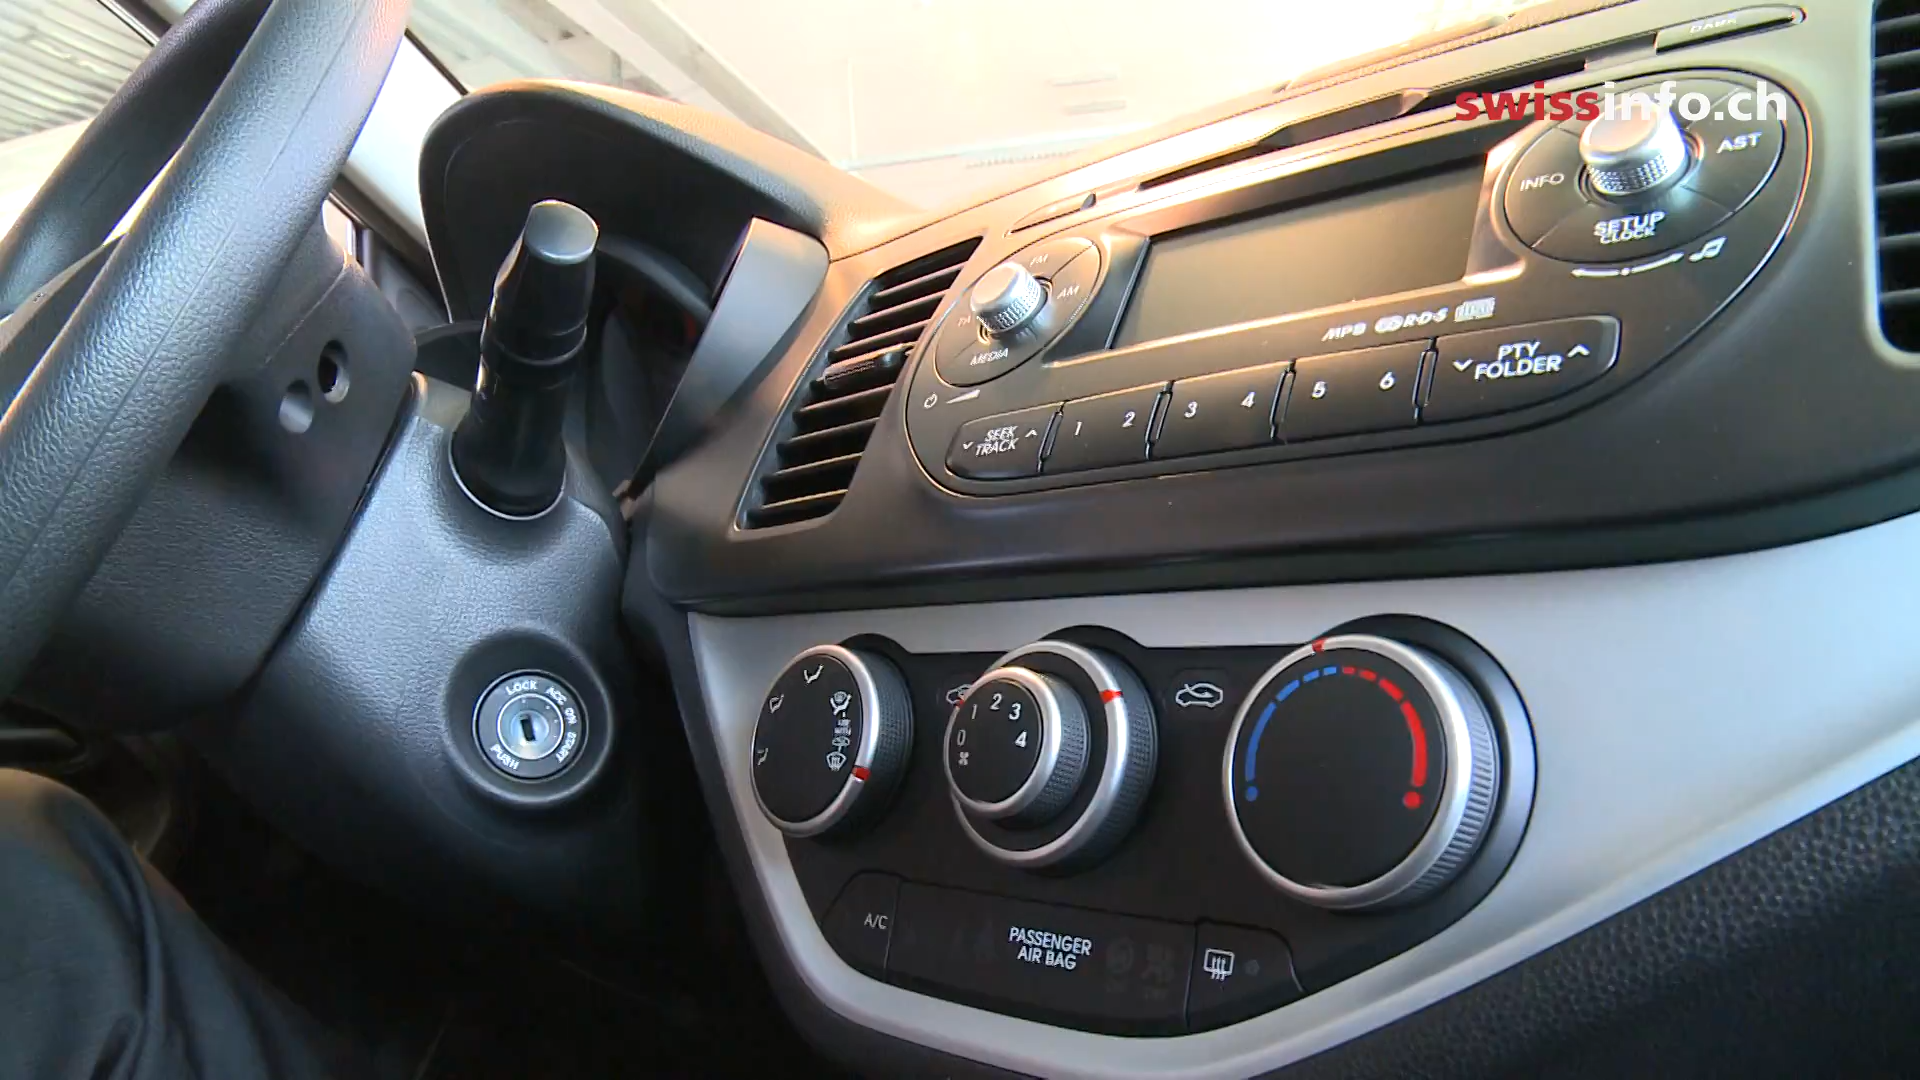 swissinfo.ch
DARK
INFO
AST
SETUP
CLOCK
FM
AM
TA
MEDIA
RDS
SEEK
TRACK
1 2 3 4 5 6
PTY
FOLDER
LOCK ACC ON START
PUSH
0 1 2 3 4
A/C
PASSENGER
AIR BAG